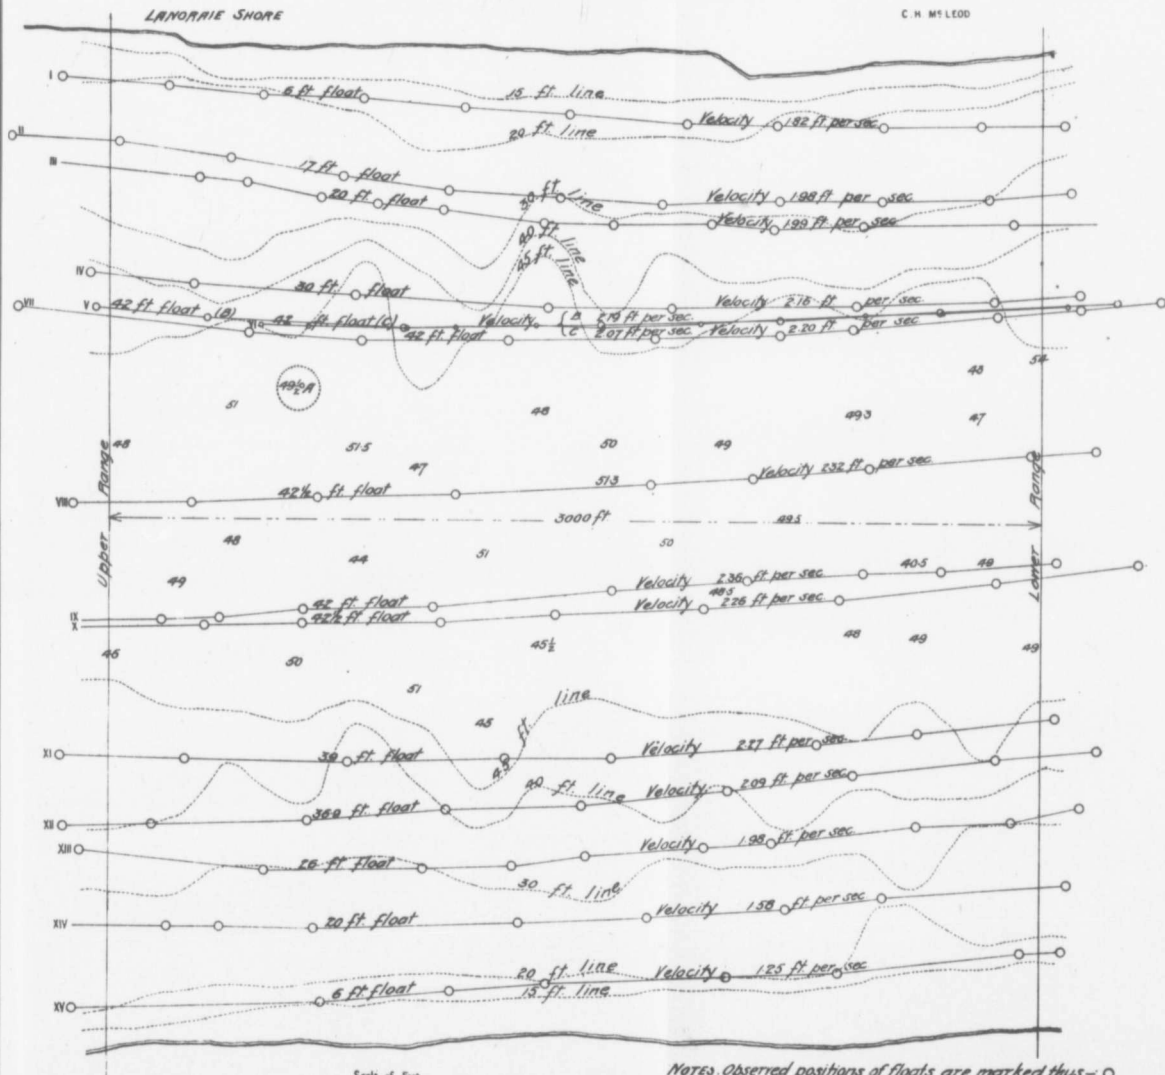 LANORAIE SHORE
C. H. McLEOD
I
6 ft float
15 ft line
Velocity 1.82 ft per sec.
20 ft line
II
17 ft float
30 ft line
Velocity 1.98 ft per sec.
III
20 ft float
Velocity 1.99 ft per sec.
40 ft line
45 ft line
IV
30 ft float
Velocity 2.16 ft per sec.
VII
V
42 ft float (B)
VI
42 ft float (C)
Velocity
B 2.19 ft per sec.
C 2.07 ft per sec.
42 ft float
Velocity 2.20 ft per sec
54
43
51
48
49.3
47
48
51.5
50
49
47
Velocity 2.32 ft per sec.
VIII
42½ ft float
51.3
Upper Range
3000 ft
49.5
Lower Range
48
44
51
50
49
40.5
48
Velocity 2.36 ft per sec
IX
42 ft float
48.5
X
42½ ft float
Velocity 2.26 ft per sec
46
50
45½
48
49
49
51
45
45 ft line
XI
39 ft float
Velocity 2.27 ft per sec
40 ft line
Velocity 2.09 ft per sec
XII
36.9 ft float
XIII
26 ft float
Velocity 1.98 ft per sec
30 ft line
XIV
20 ft float
Velocity 1.58 ft per sec
20 ft line
Velocity 1.25 ft per sec
XV
6 ft float
15 ft line
NOTES. Observed positions of floats are marked thus—O